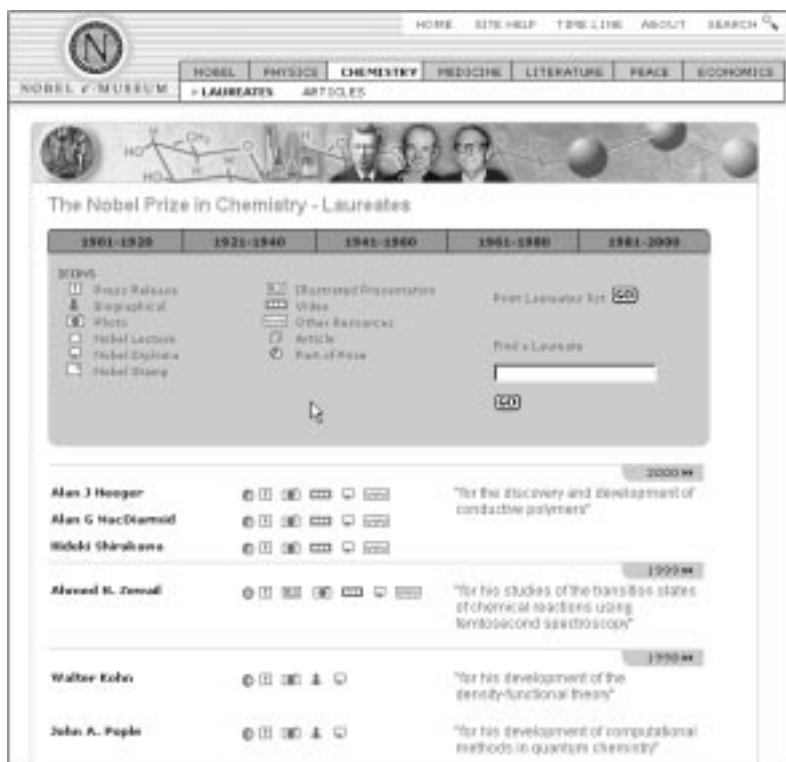 HOME SITE HELP TIME LINE ABOUT SEARCH
N
NOBEL e-MUSEUM
NOBEL PHYSICS CHEMISTRY MEDICINE LITERATURE PEACE ECONOMICS
LAUREATES ARTICLES
HO CH₂ O H
HO
The Nobel Prize in Chemistry - Laureates
1901-1920 1921-1940 1941-1960 1961-1980 1981-2000
ICONS
Press Release
Biographical
Photo
Nobel Lecture
Nobel Diploma
Nobel Stamp
Illustrated Presentation
Video
Other Resources
Article
Part of Prize
Print Laureates list GO
Find a Laureate
GO
2000
Alan J Heeger
Alan G MacDiarmid
Hideki Shirakawa
"for the discovery and development of
conductive polymers"
1999
Ahmed H. Zewail
"for his studies of the transition states
of chemical reactions using
femtosecond spectroscopy"
1998
Walter Kohn
"for his development of the
density-functional theory"
John A. Pople
"for his development of computational
methods in quantum chemistry"